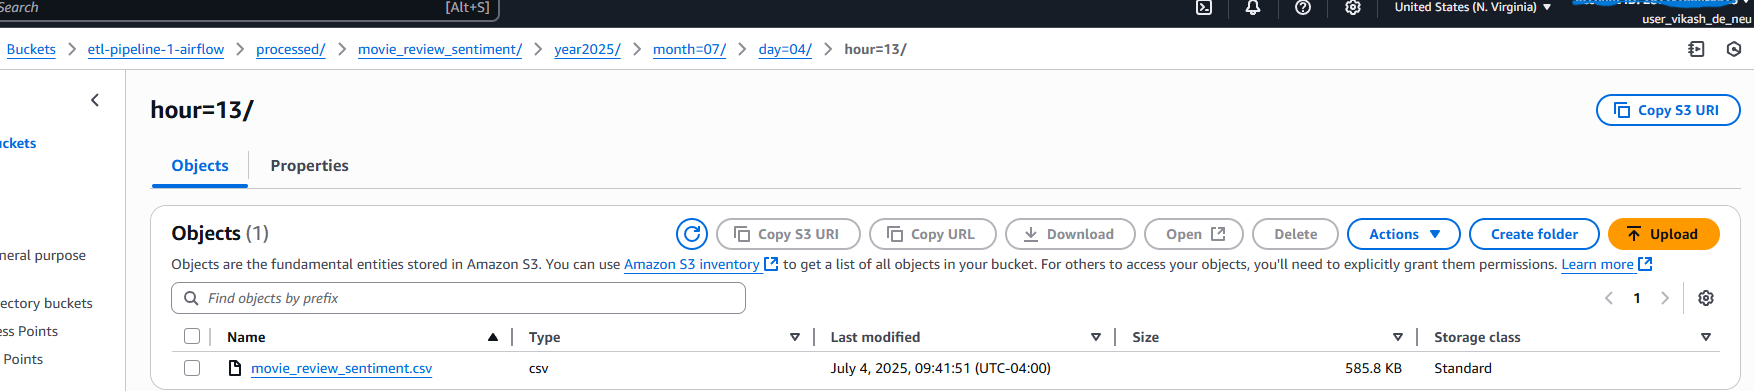 Search [Alt+S] United States (N. Virginia)
user_vikash_de_neu
Buckets etl-pipeline-1-airflow processed/ movie_review_sentiment/ year2025/ month=07/ day=04/ hour=13/
hour=13/ Copy S3 URI
Objects Properties
Objects (1) Copy S3 URI Copy URL Download Open Delete Actions Create folder Upload
Objects are the fundamental entities stored in Amazon S3. You can use Amazon S3 inventory to get a list of all objects in your bucket. For others to access your objects, you'll need to explicitly grant them permissions. Learn more
Find objects by prefix 1
Name Type Last modified Size Storage class
movie_review_sentiment.csv csv July 4, 2025, 09:41:51 (UTC-04:00) 585.8 KB Standard
uckets
neral purpose
ectory buckets
ess Points
Points